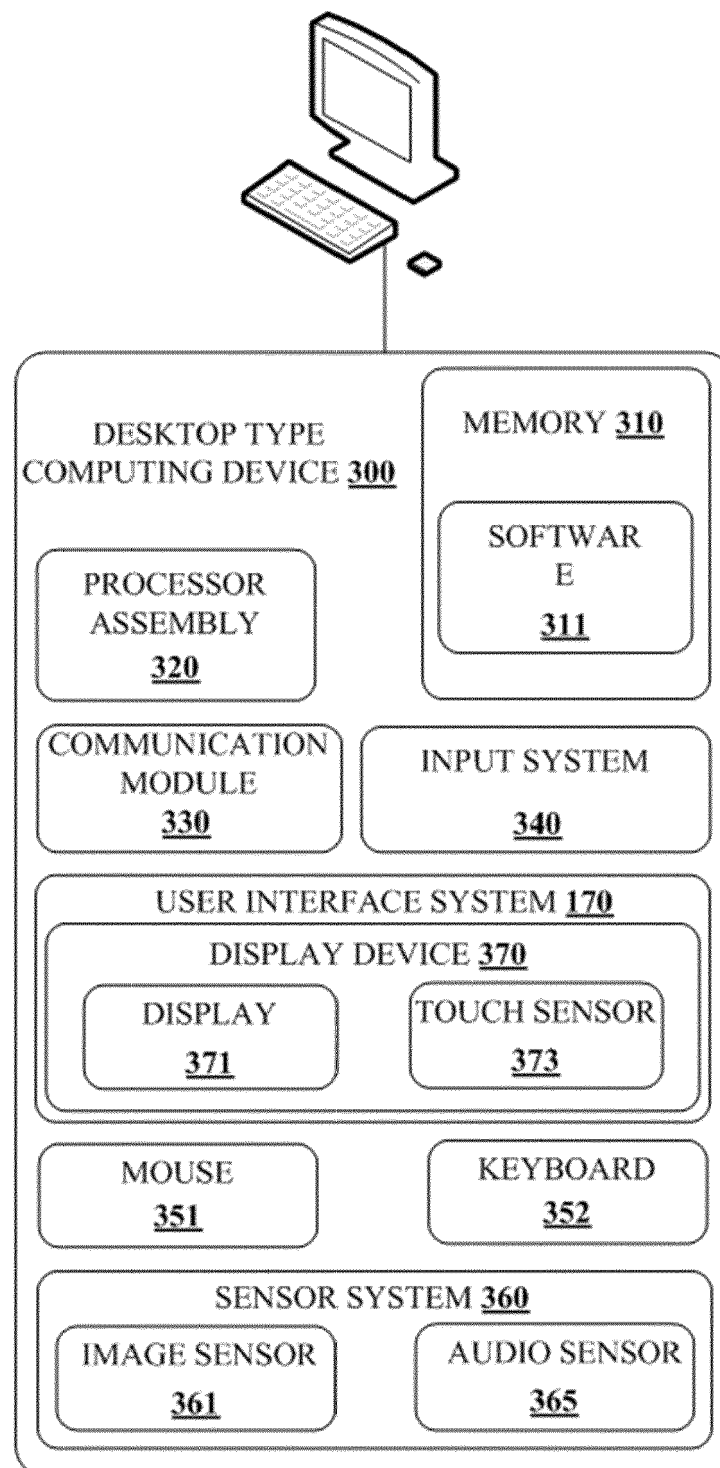 DESKTOP TYPE
COMPUTING DEVICE 300
MEMORY 310
SOFTWAR
E
311
PROCESSOR
ASSEMBLY
320
COMMUNICATION
MODULE
330
INPUT SYSTEM
340
USER INTERFACE SYSTEM 170
DISPLAY DEVICE 370
DISPLAY
371
TOUCH SENSOR
373
MOUSE
351
KEYBOARD
352
SENSOR SYSTEM 360
IMAGE SENSOR
361
AUDIO SENSOR
365